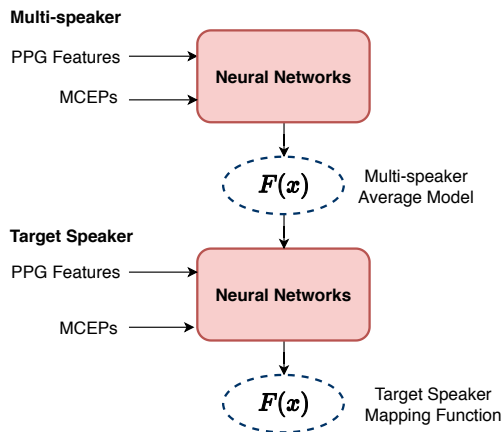 Multi-speaker
PPG Features
MCEPs
Neural Networks
F(x)
Multi-speaker
Average Model
Target Speaker
PPG Features
MCEPs
Neural Networks
F(x)
Target Speaker
Mapping Function